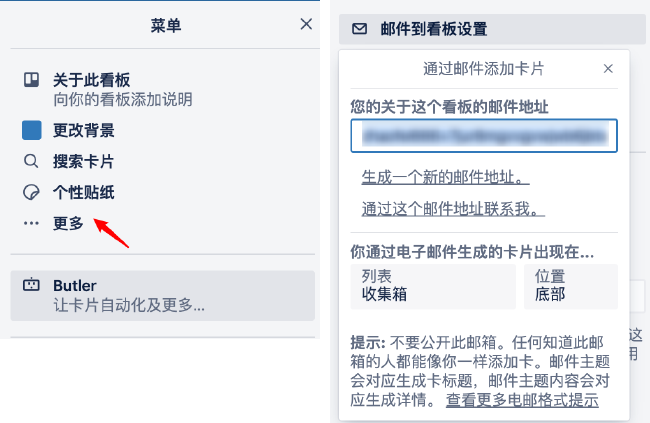 菜单
关于此看板
向你的看板添加说明
更改背景
搜索卡片
个性贴纸
更多
Butler
让卡片自动化及更多...
邮件到看板设置
通过邮件添加卡片
您的关于这个看板的邮件地址
生成一个新的邮件地址。
通过这个邮件地址联系我。
你通过电子邮件生成的卡片出现在...
列表
收集箱
位置
底部
提示: 不要公开此邮箱。任何知道此邮
箱的人都能像你一样添加卡。邮件主题
会对应生成卡标题，邮件主题内容会对
应生成详情。 查看更多电邮格式提示
这
用